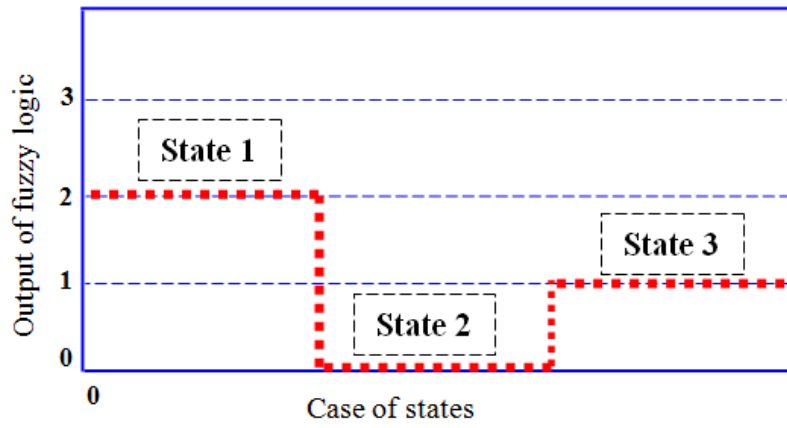 Output of fuzzy logic
3
State 1
2
State 3
1
State 2
0
0
Case of states